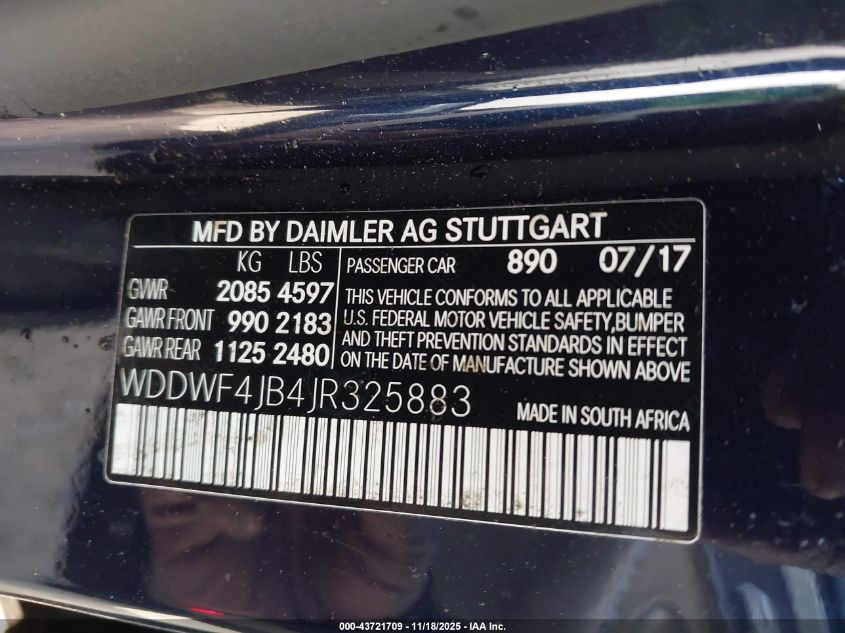 MFD BY DAIMLER AG STUTTGART
KG LBS
GVWR 2085 4597
GAWR FRONT 990 2183
GAWR REAR 1125 2480
PASSENGER CAR 890 07/17
THIS VEHICLE CONFORMS TO ALL APPLICABLE
U.S. FEDERAL MOTOR VEHICLE SAFETY,BUMPER
AND THEFT PREVENTION STANDARDS IN EFFECT
ON THE DATE OF MANUFACTURE SHOWN ABOVE
WDDWF4JB4JR325883
MADE IN SOUTH AFRICA
000-43721709 - 11/18/2025 - IAA Inc.